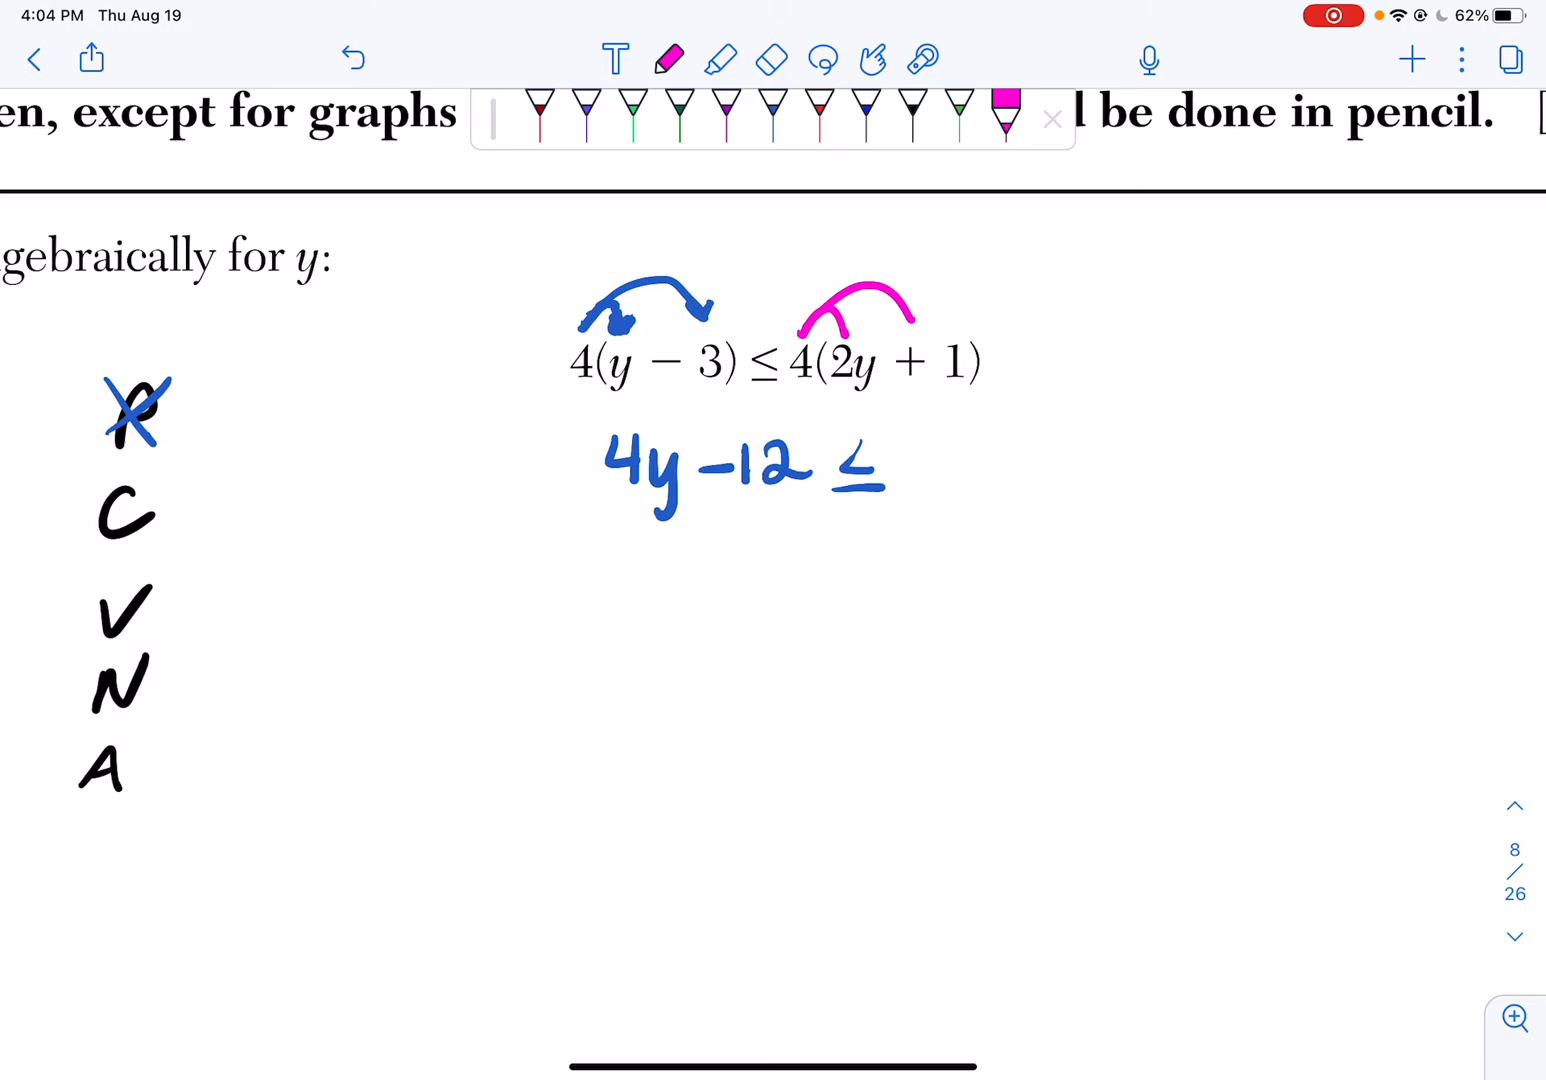 4:04 PM Thu Aug 19
62%
T
en, except for graphs l be done in pencil. [
gebraically for y:
4(y − 3) ≤ 4(2y + 1)
4y −12 ≤
P
C
V
N
A
8
/
26